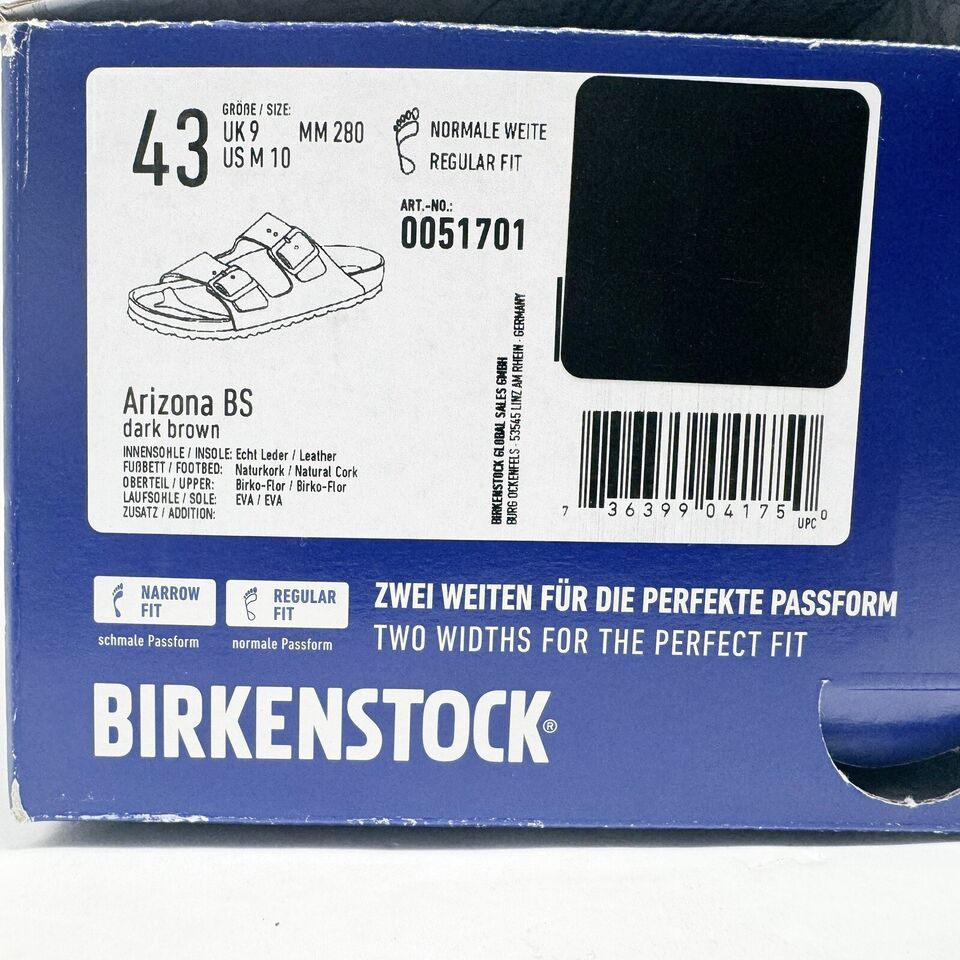 43
GRÖßE / SIZE:
UK 9 MM 280
US M 10
NORMALE WEITE
REGULAR FIT
ART.-NO.:
0051701
Arizona BS
dark brown
INNENSOHLE / INSOLE: Echt Leder / Leather
FUßBETT / FOOTBED: Naturkork / Natural Cork
OBERTEIL / UPPER: Birko-Flor / Birko-Flor
LAUFSOHLE / SOLE: EVA / EVA
ZUSATZ / ADDITION:
BIRKENSTOCK GLOBAL SALES GMBH
BURG OCKENFELS · 53545 LINZ AM RHEIN · GERMANY
7 36399 04175 0
UPC
NARROW
FIT
schmale Passform
REGULAR
FIT
normale Passform
ZWEI WEITEN FÜR DIE PERFEKTE PASSFORM
TWO WIDTHS FOR THE PERFECT FIT
BIRKENSTOCK®